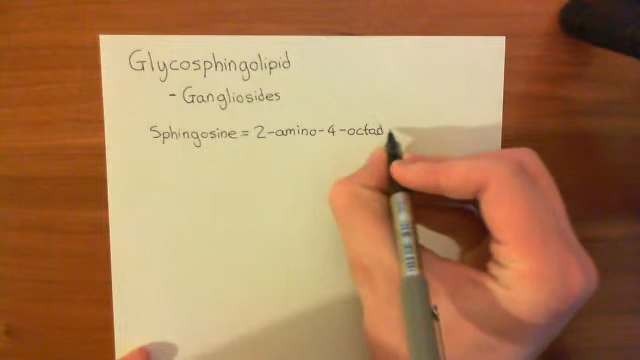 Glycosphingolipid
- Gangliosides
Sphingosine = 2-amino-4-octad